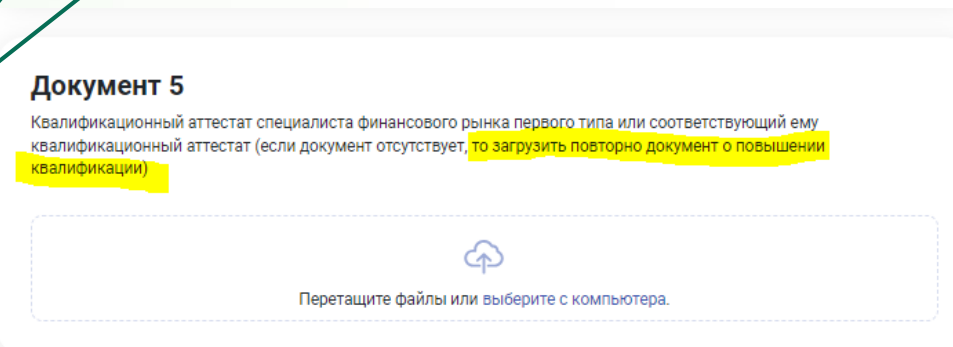 Документ 5
Квалификационный аттестат специалиста финансового рынка первого типа или соответствующий ему
квалификационный аттестат (если документ отсутствует, то загрузить повторно документ о повышении
квалификации)
Перетащите файлы или выберите с компьютера.